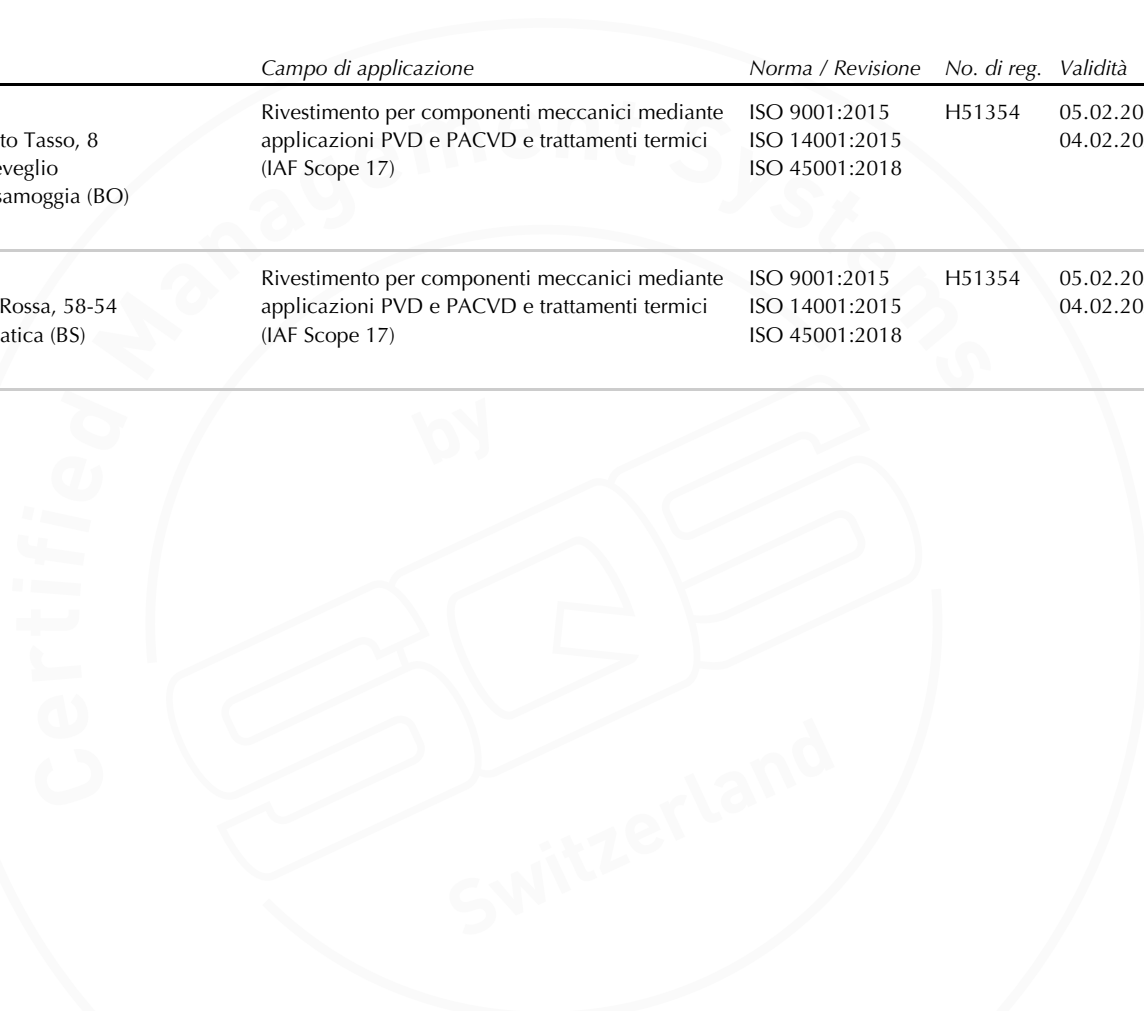 Campo di applicazione Norma / Revisione No. di reg. Validità
Rivestimento per componenti meccanici mediante ISO 9001:2015 H51354 05.02.20
to Tasso, 8 applicazioni PVD e PACVD e trattamenti termici ISO 14001:2015 04.02.20
eveglio (IAF Scope 17) ISO 45001:2018
samoggia (BO)
Rivestimento per componenti meccanici mediante ISO 9001:2015 H51354 05.02.20
Rossa, 58-54 applicazioni PVD e PACVD e trattamenti termici ISO 14001:2015 04.02.20
atica (BS) (IAF Scope 17) ISO 45001:2018
Certified Management Systems
by
SQS
Switzerland